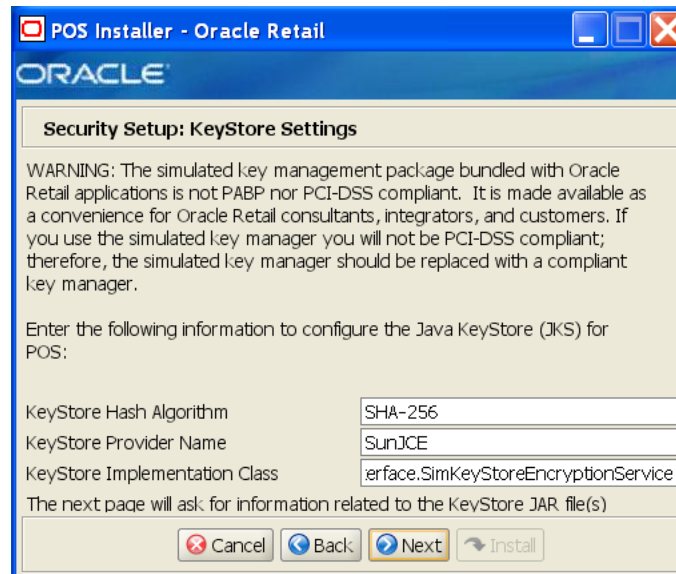 POS Installer - Oracle Retail
ORACLE
Security Setup: KeyStore Settings
WARNING: The simulated key management package bundled with Oracle
Retail applications is not PABP nor PCI-DSS compliant. It is made available as
a convenience for Oracle Retail consultants, integrators, and customers. If
you use the simulated key manager you will not be PCI-DSS compliant;
therefore, the simulated key manager should be replaced with a compliant
key manager.
Enter the following information to configure the Java KeyStore (JKS) for
POS:
KeyStore Hash Algorithm SHA-256
KeyStore Provider Name SunJCE
KeyStore Implementation Class erface.SimKeyStoreEncryptionService
The next page will ask for information related to the KeyStore JAR file(s)
Cancel Back Next Install